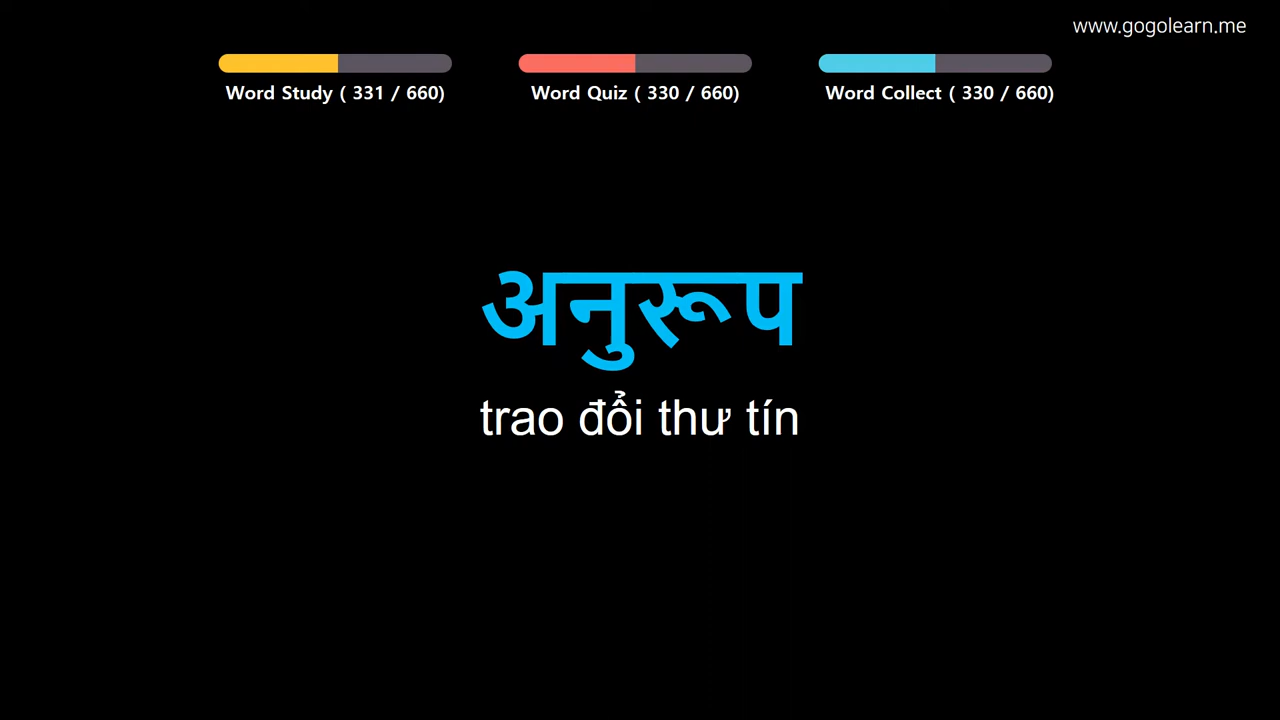 www.gogolearn.me
Word Study ( 331 / 660)
Word Quiz ( 330 / 660)
Word Collect ( 330 / 660)
अनुरूप
trao đổi thư tín